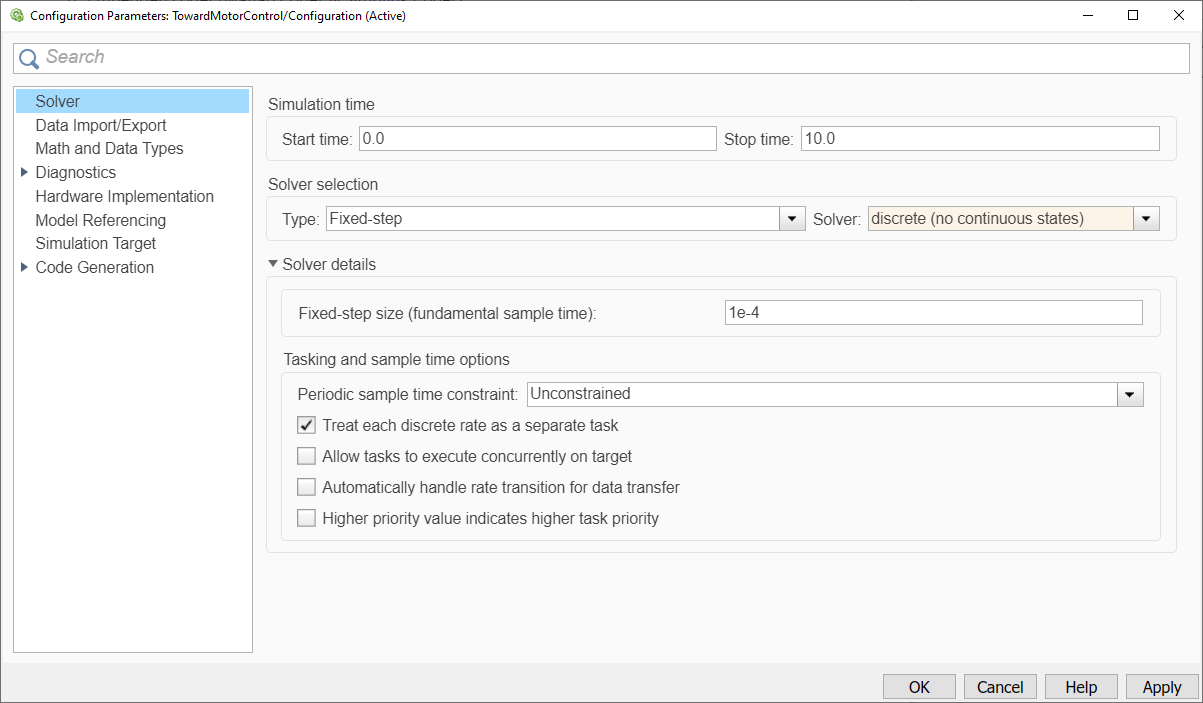 Configuration Parameters: TowardMotorControl/Configuration (Active)
Search
Solver
Data Import/Export
Math and Data Types
Diagnostics
Hardware Implementation
Model Referencing
Simulation Target
Code Generation
Simulation time
Start time: 0.0 Stop time: 10.0
Solver selection
Type: Fixed-step Solver: discrete (no continuous states)
Solver details
Fixed-step size (fundamental sample time): 1e-4
Tasking and sample time options
Periodic sample time constraint: Unconstrained
Treat each discrete rate as a separate task
Allow tasks to execute concurrently on target
Automatically handle rate transition for data transfer
Higher priority value indicates higher task priority
OK Cancel Help Apply